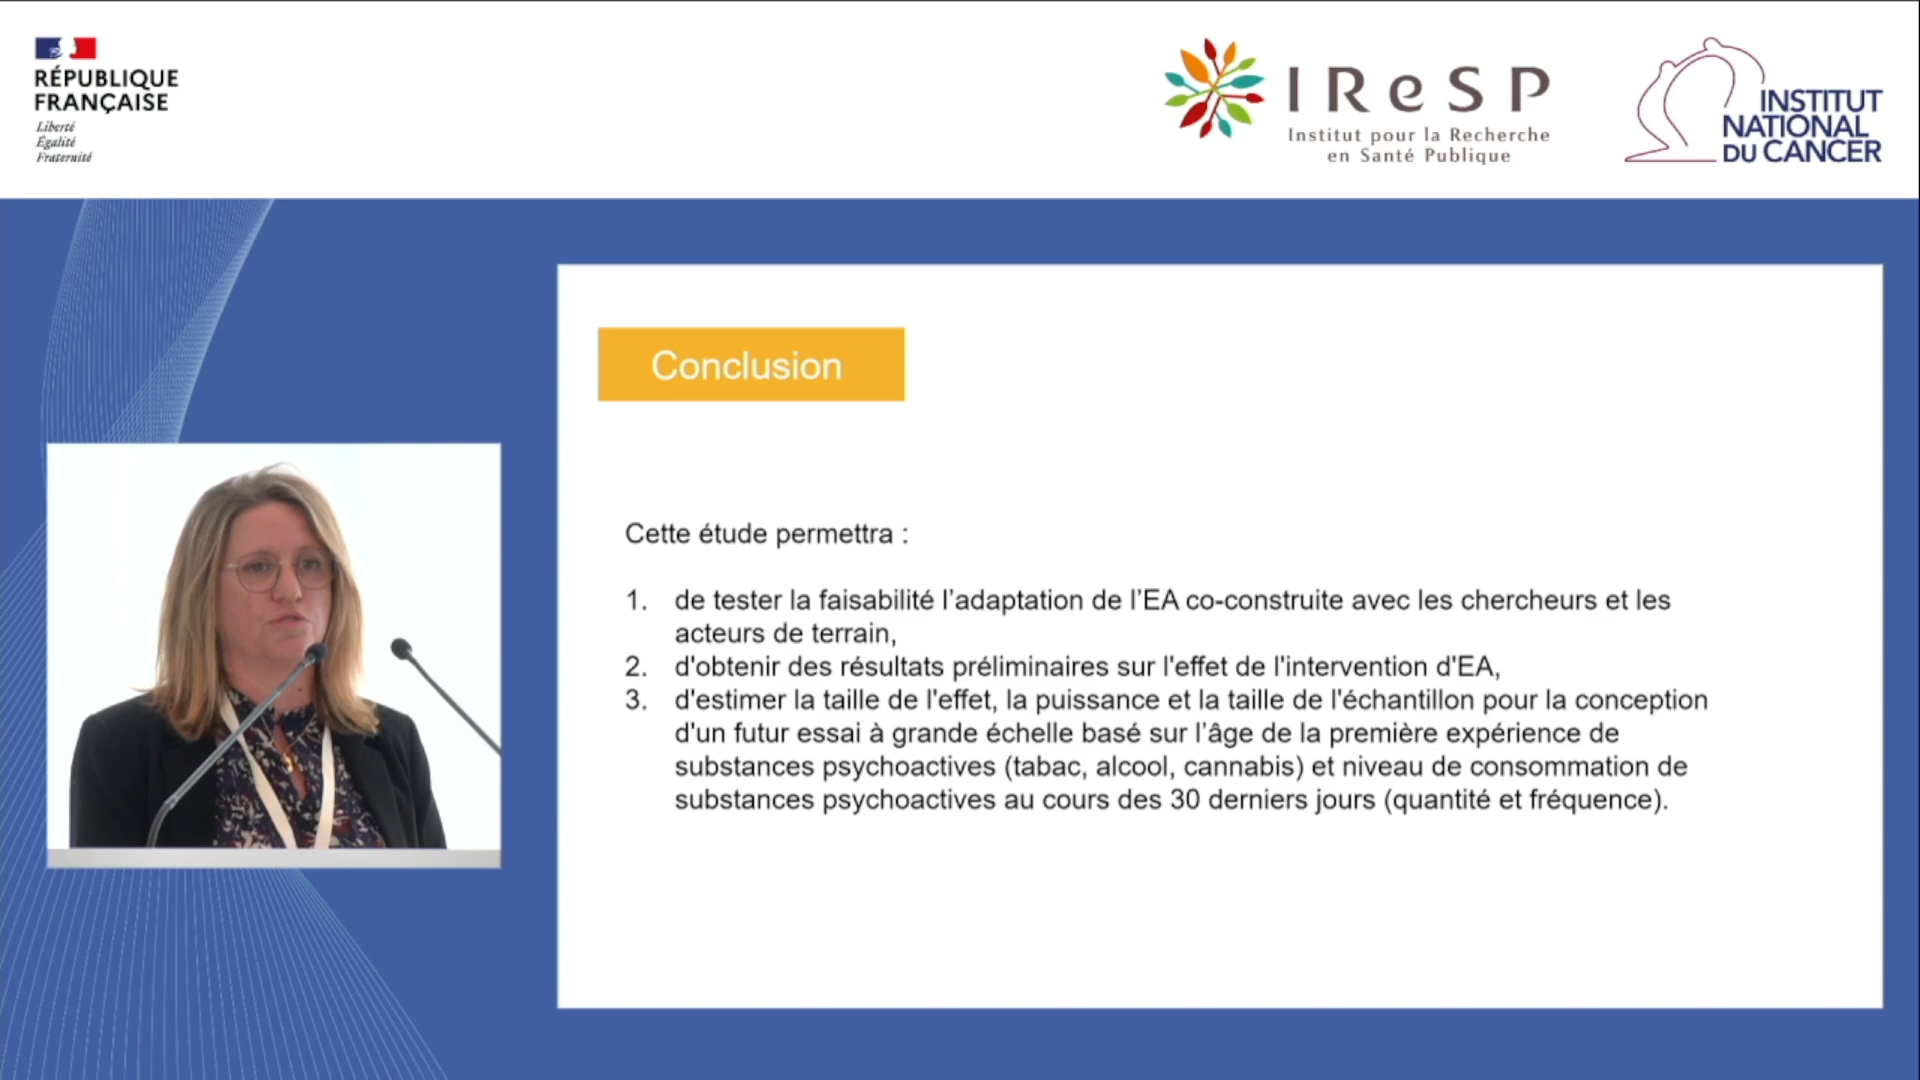 RÉPUBLIQUE
FRANÇAISE
Liberté
Égalité
Fraternité
IReSP
Institut pour la Recherche
en Santé Publique
INSTITUT
NATIONAL
DU CANCER
Conclusion
Cette étude permettra :
1. de tester la faisabilité l’adaptation de l’EA co-construite avec les chercheurs et les
acteurs de terrain,
2. d'obtenir des résultats préliminaires sur l'effet de l'intervention d'EA,
3. d'estimer la taille de l'effet, la puissance et la taille de l'échantillon pour la conception
d'un futur essai à grande échelle basé sur l’âge de la première expérience de
substances psychoactives (tabac, alcool, cannabis) et niveau de consommation de
substances psychoactives au cours des 30 derniers jours (quantité et fréquence).